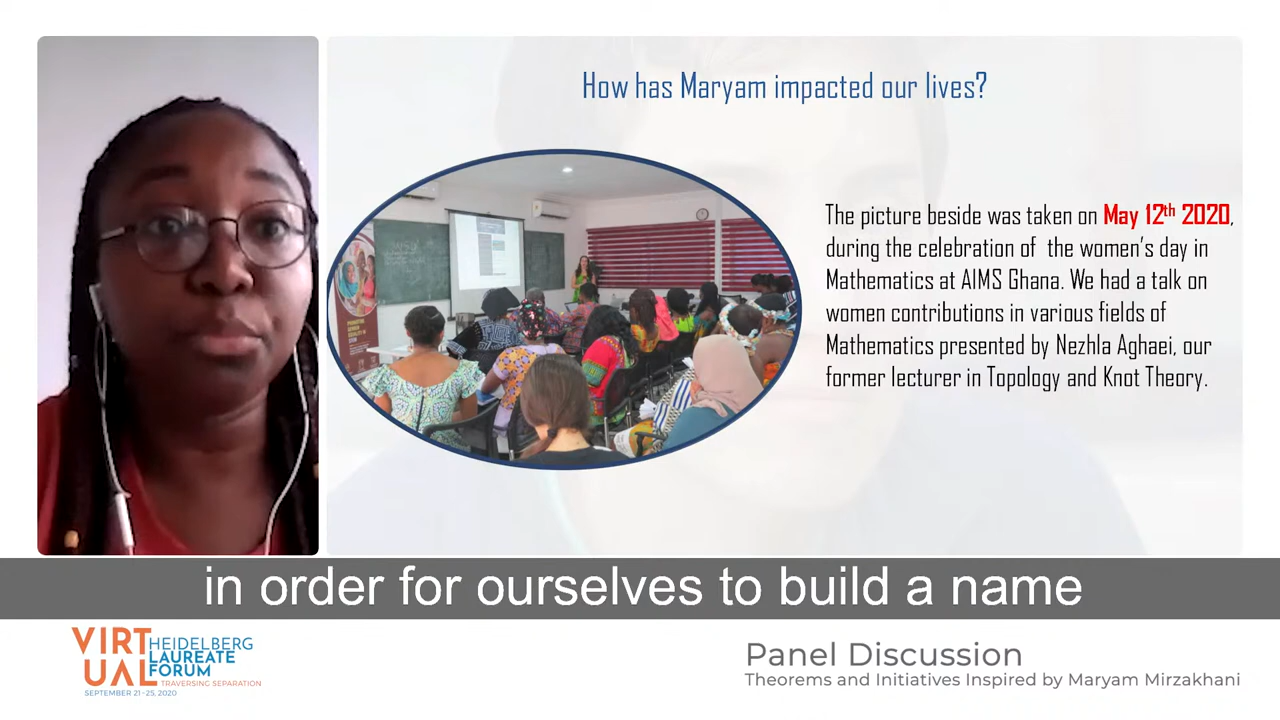 How has Maryam impacted our lives?
The picture beside was taken on May 12th 2020,
during the celebration of the women's day in
Mathematics at AIMS Ghana. We had a talk on
women contributions in various fields of
Mathematics presented by Nezhla Aghaei, our
former lecturer in Topology and Knot Theory.
in order for ourselves to build a name
VIRTUAL
HEIDELBERG
LAUREATE
FORUM
TRAVERSING SEPARATION
SEPTEMBER 21-25, 2020
Panel Discussion
Theorems and Initiatives Inspired by Maryam Mirzakhani